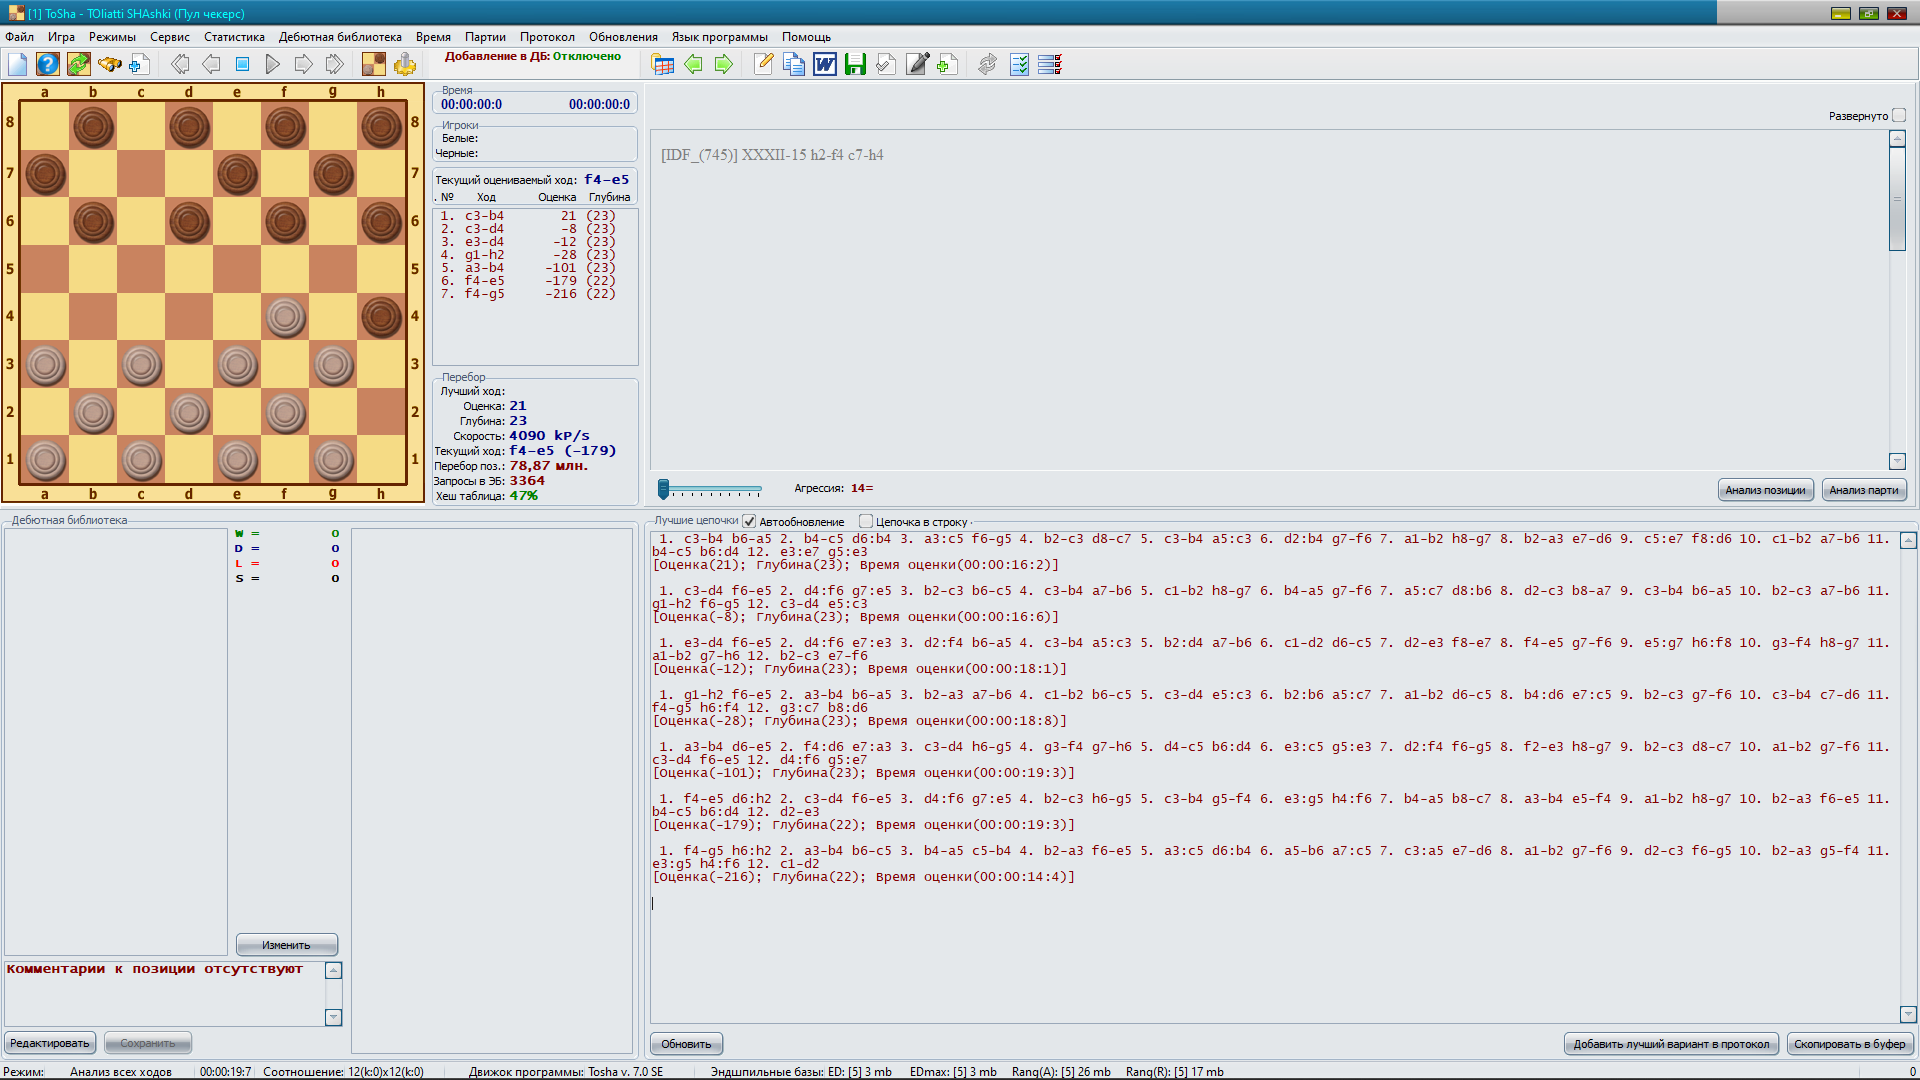 [1] ToSha - TOliatti SHAshki (Пул чекерс)
Файл Игра Режимы Сервис Статистика Дебютная библиотека Время Партии Протокол Обновления Язык программы Помощь
Добавление в ДБ: Отключено
a b c d e f g h
8 8
7 7
6 6
5 5
4 4
3 3
2 2
1 1
a b c d e f g h
Время
00:00:00:0 00:00:00:0
Игроки
Белые:
Черные:
Текущий оцениваемый ход: f4-e5
. № Ход Оценка Глубина
1. c3-b4 21 (23)
2. c3-d4 -8 (23)
3. e3-d4 -12 (23)
4. g1-h2 -28 (23)
5. a3-b4 -101 (23)
6. f4-e5 -179 (22)
7. f4-g5 -216 (22)
Перебор
Лучший ход:
Оценка: 21
Глубина: 23
Скорость: 4090 kP/s
Текущий ход: f4-e5 (-179)
Перебор поз.: 78,87 млн.
Запросы в ЭБ: 3364
Хеш таблица: 47%
Развернуто
[IDF_(745)] XXXII-15 h2-f4 c7-h4
Агрессия: 14=
Анализ позиции Анализ парти
Дебютная библиотека
W = 0
D = 0
L = 0
S = 0
Изменить
Комментарии к позиции отсутствуют
Редактировать Сохранить
Лучшие цепочки Автообновление Цепочка в строку
1. c3-b4 b6-a5 2. b4-c5 d6:b4 3. a3:c5 f6-g5 4. b2-c3 d8-c7 5. c3-b4 a5:c3 6. d2:b4 g7-f6 7. a1-b2 h8-g7 8. b2-a3 e7-d6 9. c5:e7 f8:d6 10. c1-b2 a7-b6 11.
b4-c5 b6:d4 12. e3:e7 g5:e3
[Оценка(21); Глубина(23); Время оценки(00:00:16:2)]
1. c3-d4 f6-e5 2. d4:f6 g7:e5 3. b2-c3 b6-c5 4. c3-b4 a7-b6 5. c1-b2 h8-g7 6. b4-a5 g7-f6 7. a5:c7 d8:b6 8. d2-c3 b8-a7 9. c3-b4 b6-a5 10. b2-c3 a7-b6 11.
g1-h2 f6-g5 12. c3-d4 e5:c3
[Оценка(-8); Глубина(23); Время оценки(00:00:16:6)]
1. e3-d4 f6-e5 2. d4:f6 e7:e3 3. d2:f4 b6-a5 4. c3-b4 a5:c3 5. b2:d4 a7-b6 6. c1-d2 d6-c5 7. d2-e3 f8-e7 8. f4-e5 g7-f6 9. e5:g7 h6:f8 10. g3-f4 h8-g7 11.
a1-b2 g7-h6 12. b2-c3 e7-f6
[Оценка(-12); Глубина(23); Время оценки(00:00:18:1)]
1. g1-h2 f6-e5 2. a3-b4 b6-a5 3. b2-a3 a7-b6 4. c1-b2 b6-c5 5. c3-d4 e5:c3 6. b2:b6 a5:c7 7. a1-b2 d6-c5 8. b4:d6 e7:c5 9. b2-c3 g7-f6 10. c3-b4 c7-d6 11.
f4-g5 h6:f4 12. g3:c7 b8:d6
[Оценка(-28); Глубина(23); Время оценки(00:00:18:8)]
1. a3-b4 d6-e5 2. f4:d6 e7:a3 3. c3-d4 h6-g5 4. g3-f4 g7-h6 5. d4-c5 b6:d4 6. e3:c5 g5:e3 7. d2:f4 f6-g5 8. f2-e3 h8-g7 9. b2-c3 d8-c7 10. a1-b2 g7-f6 11.
c3-d4 f6-e5 12. d4:f6 g5:e7
[Оценка(-101); Глубина(23); Время оценки(00:00:19:3)]
1. f4-e5 d6:h2 2. c3-d4 f6-e5 3. d4:f6 g7:e5 4. b2-c3 h6-g5 5. c3-b4 g5-f4 6. e3:g5 h4:f6 7. b4-a5 b8-c7 8. a3-b4 e5-f4 9. a1-b2 h8-g7 10. b2-a3 f6-e5 11.
b4-c5 b6:d4 12. d2-e3
[Оценка(-179); Глубина(22); Время оценки(00:00:19:3)]
1. f4-g5 h6:h2 2. a3-b4 b6-c5 3. b4-a5 c5-b4 4. b2-a3 f6-e5 5. a3:c5 d6:b4 6. a5-b6 a7:c5 7. c3:a5 e7-d6 8. a1-b2 g7-f6 9. d2-c3 f6-g5 10. b2-a3 g5-f4 11.
e3:g5 h4:f6 12. c1-d2
[Оценка(-216); Глубина(22); Время оценки(00:00:14:4)]
Обновить Добавить лучший вариант в протокол Скопировать в буфер
Режим: Анализ всех ходов 00:00:19:7 Соотношение: 12(k:0)x12(k:0) Движок программы: Tosha v. 7.0 SE Эндшпильные базы: ED: [5] 3 mb EDmax: [5] 3 mb Rang(A): [5] 26 mb Rang(R): [5] 17 mb 0